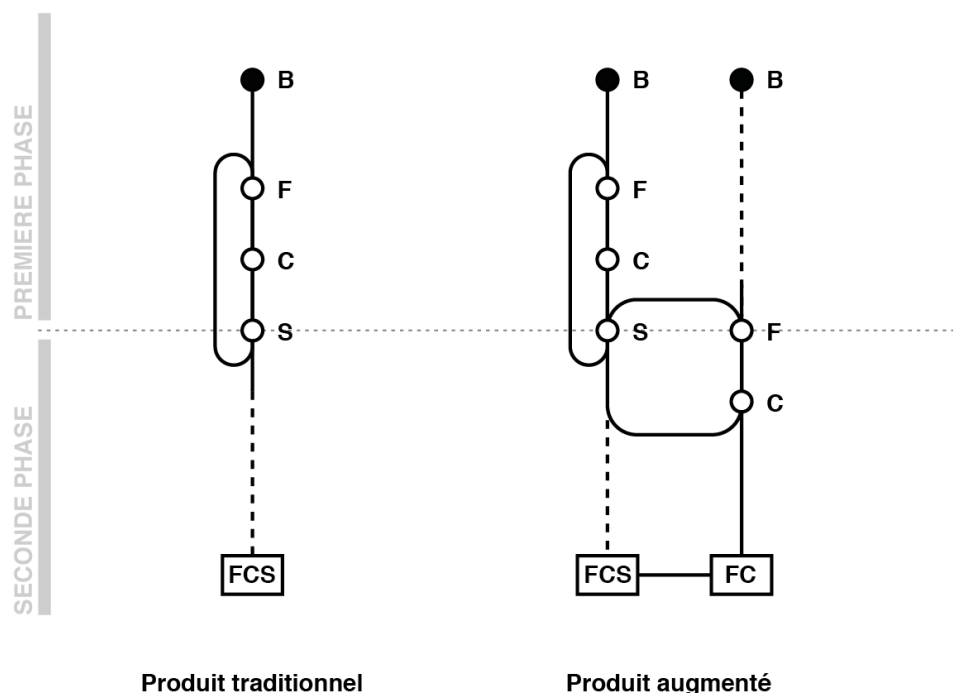 PREMIERE PHASE
SECONDE PHASE
B
F
C
S
FCS
Produit traditionnel
B
B
F
C
S
F
C
FCS
FC
Produit augmenté